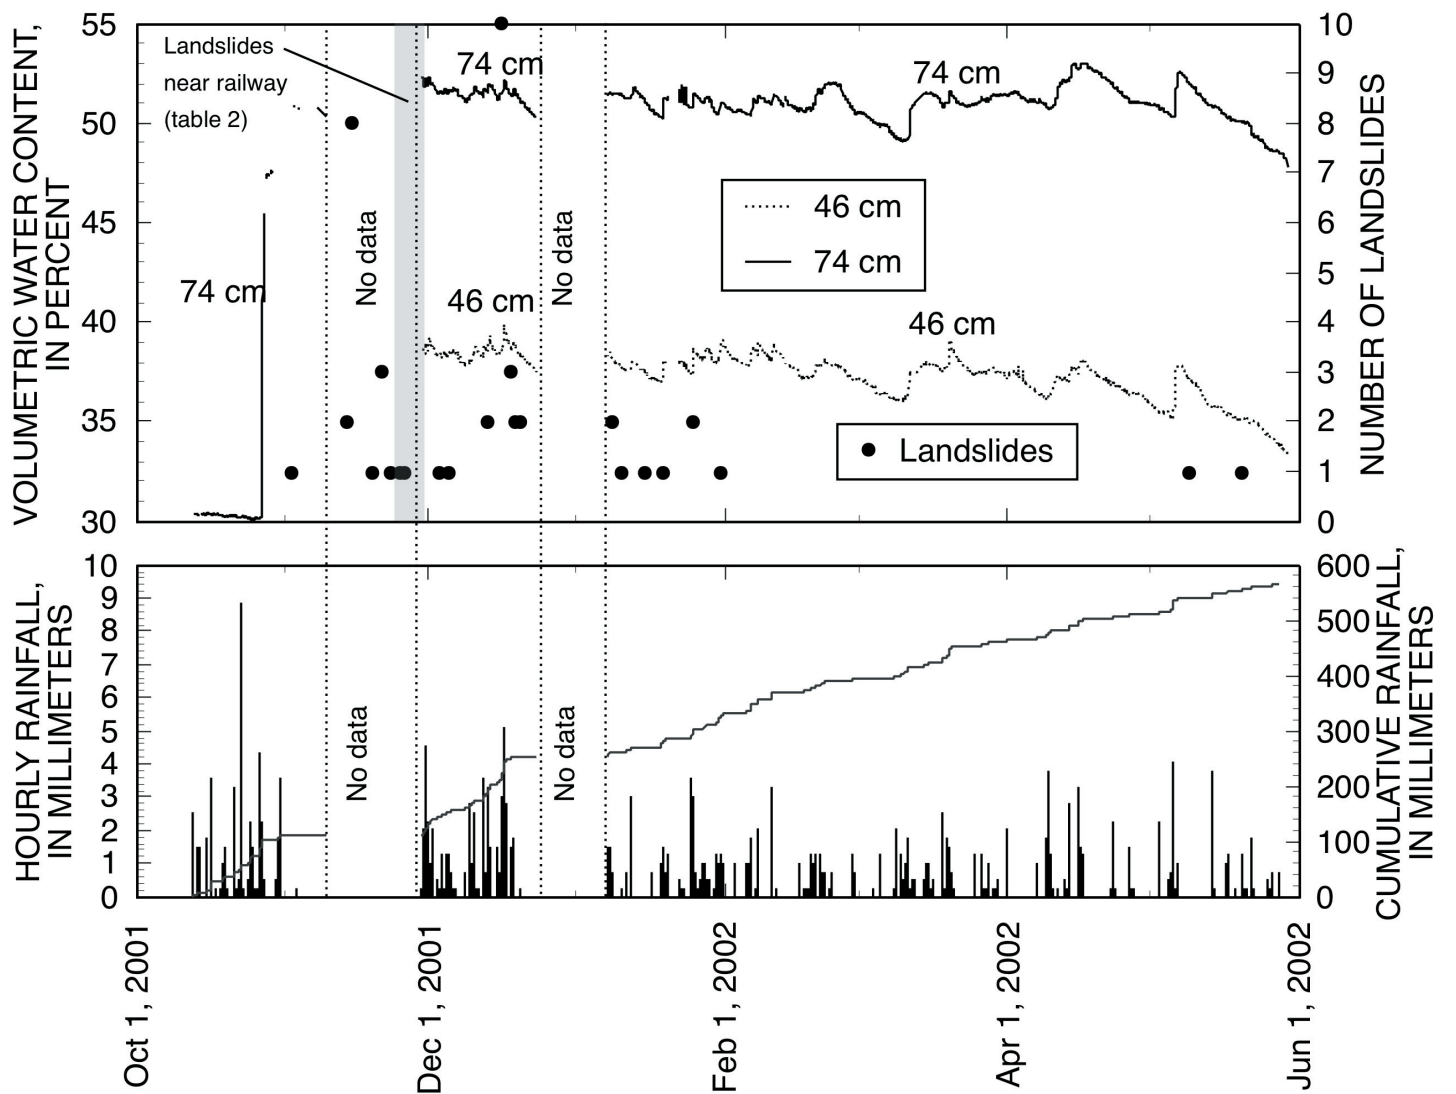 VOLUMETRIC WATER CONTENT,
IN PERCENT
55
50
45
40
35
30
Landslides
near railway
(table 2)
74 cm
No data
74 cm
46 cm
No data
74 cm
46 cm
74 cm
46 cm
Landslides
10
9
8
7
6
5
4
3
2
1
0
NUMBER OF LANDSLIDES
HOURLY RAINFALL,
IN MILLIMETERS
10
9
8
7
6
5
4
3
2
1
0
No data
No data
600
500
400
300
200
100
0
CUMULATIVE RAINFALL,
IN MILLIMETERS
Oct 1, 2001
Dec 1, 2001
Feb 1, 2002
Apr 1, 2002
Jun 1, 2002